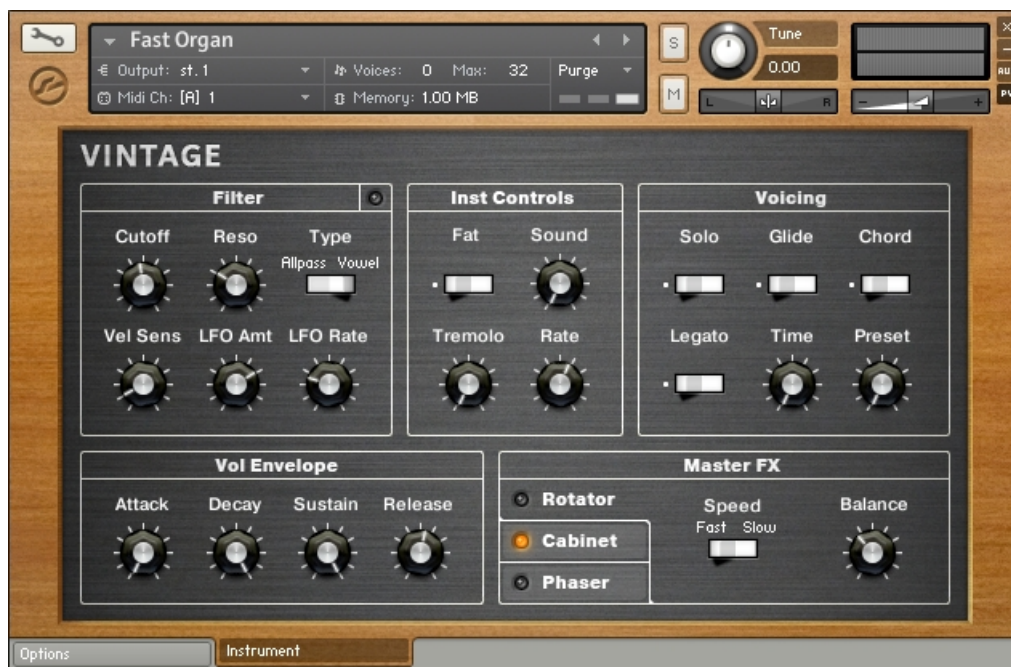 Fast Organ
Output: st. 1
Voices: 0 Max: 32
Purge
Midi Ch: [A] 1
Memory: 1.00 MB
S
M
Tune
0.00
L R
- +
AU
PV
VINTAGE
Filter
Cutoff Reso Type
Allpass Vowel
Vel Sens LFO Amt LFO Rate
Inst Controls
Fat Sound
Tremolo Rate
Voicing
Solo Glide Chord
Legato Time Preset
Vol Envelope
Attack Decay Sustain Release
Master FX
Rotator
Cabinet
Phaser
Speed
Fast Slow
Balance
Options
Instrument